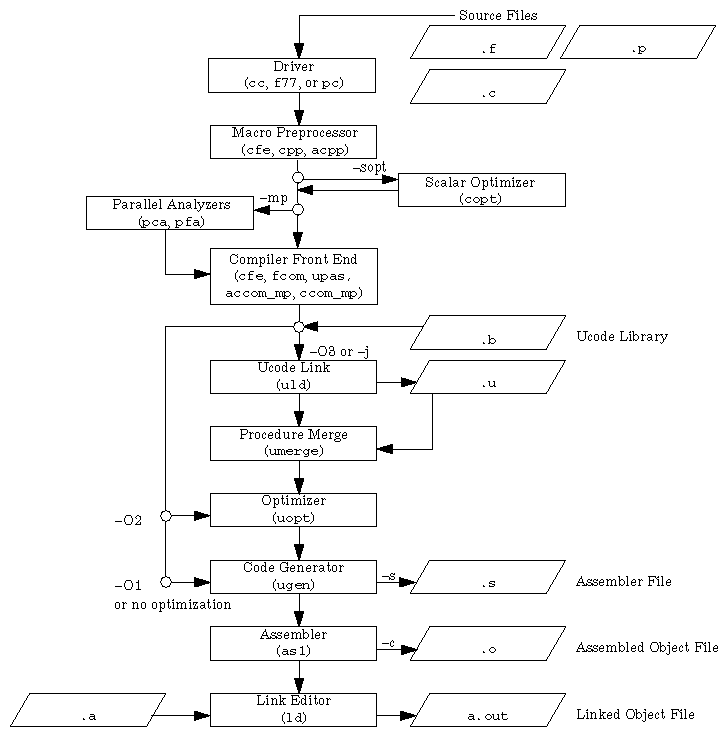 Source Files
.f
.p
.c
Driver
(cc, f77, or pc)
Macro Preprocessor
(cfe, cpp, acpp)
–sopt
Scalar Optimizer
(copt)
–mp
Parallel Analyzers
(pca, pfa)
Compiler Front End
(cfe, fcom, upas,
accom_mp, ccom_mp)
.b
Ucode Library
–O3 or –j
Ucode Link
(uld)
.u
Procedure Merge
(umerge)
Optimizer
(uopt)
–O2
Code Generator
(ugen)
–s
.s
Assembler File
–O1
or no optimization
Assembler
(as1)
–c
.o
Assembled Object File
.a
Link Editor
(ld)
a.out
Linked Object File